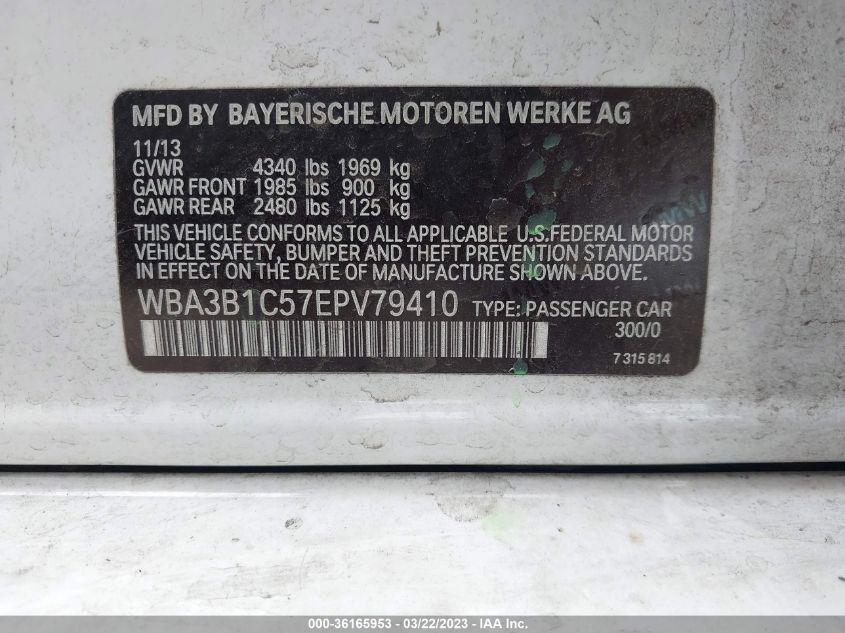 MFD BY BAYERISCHE MOTOREN WERKE AG
11/13
GVWR 4340 lbs 1969 kg
GAWR FRONT 1985 lbs 900 kg
GAWR REAR 2480 lbs 1125 kg
THIS VEHICLE CONFORMS TO ALL APPLICABLE U.S.FEDERAL MOTOR
VEHICLE SAFETY, BUMPER AND THEFT PREVENTION STANDARDS
IN EFFECT ON THE DATE OF MANUFACTURE SHOWN ABOVE.
WBA3B1C57EPV79410 TYPE: PASSENGER CAR
300/0
7 315 814
000-36165953 - 03/22/2023 - IAA Inc.